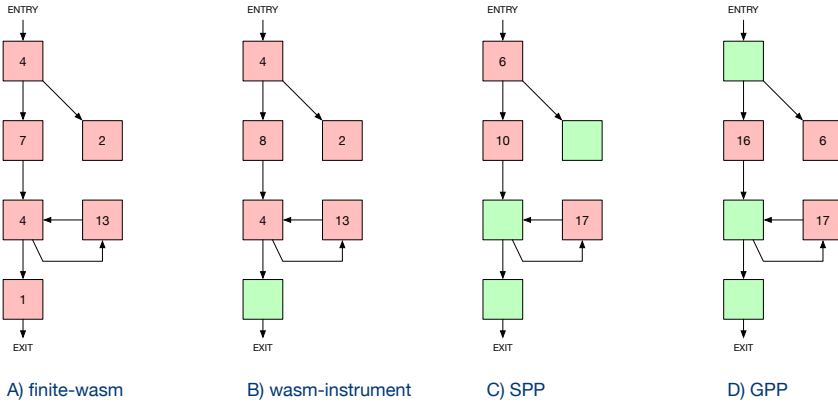 ENTRY ENTRY ENTRY ENTRY
4 4 6
7 2 8 2 10 16 6
4 13 4 13 17 17
1
EXIT EXIT EXIT EXIT
A) finite-wasm B) wasm-instrument C) SPP D) GPP